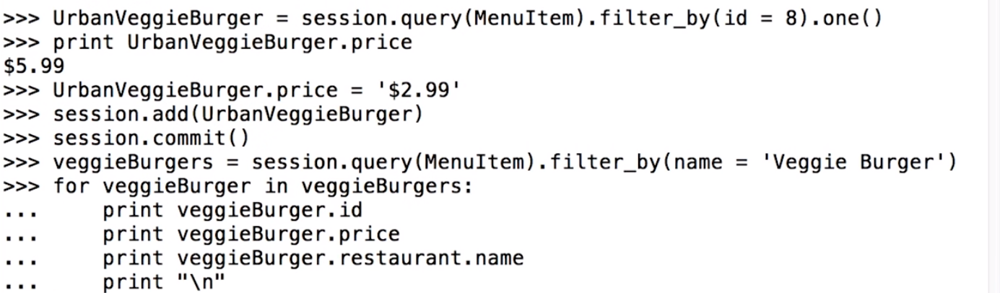 >>> UrbanVeggieBurger = session.query(MenuItem).filter_by(id = 8).one()
>>> print UrbanVeggieBurger.price
$5.99
>>> UrbanVeggieBurger.price = '$2.99'
>>> session.add(UrbanVeggieBurger)
>>> session.commit()
>>> veggieBurgers = session.query(MenuItem).filter_by(name = 'Veggie Burger')
>>> for veggieBurger in veggieBurgers:
...     print veggieBurger.id
...     print veggieBurger.price
...     print veggieBurger.restaurant.name
...     print "\n"